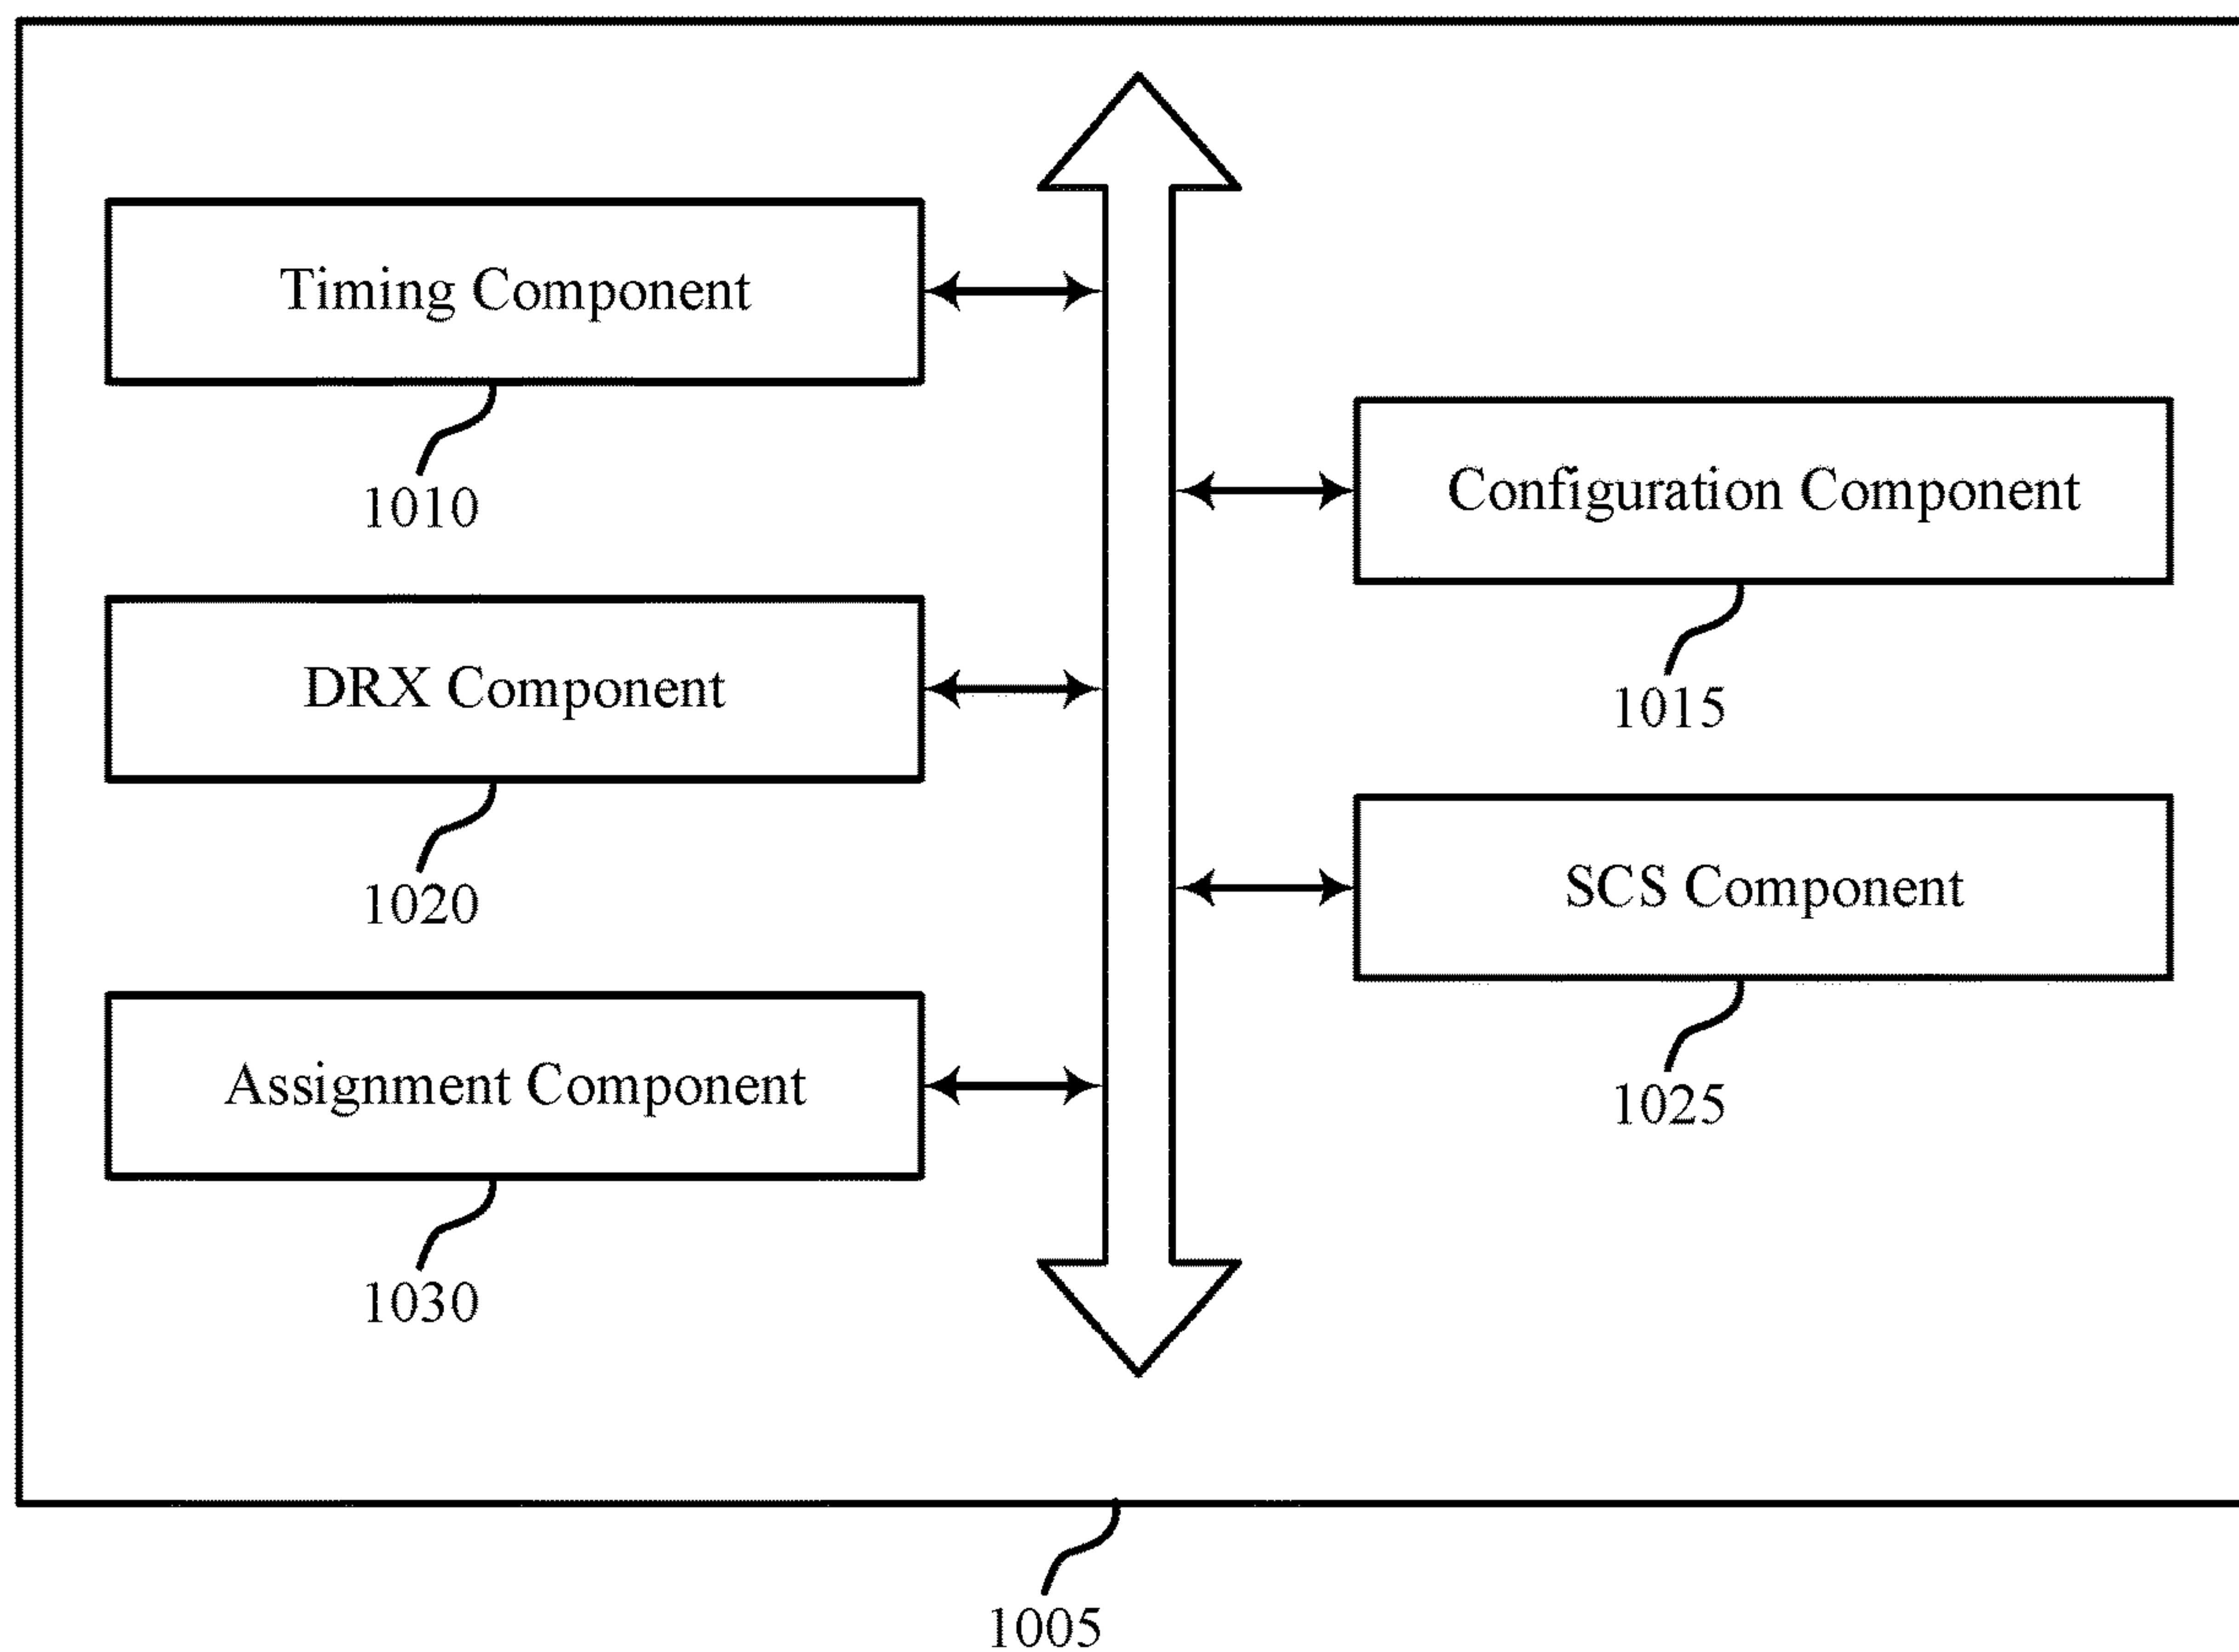 Timing Component
1010
Configuration Component
1015
DRX Component
1020
SCS Component
1025
Assignment Component
1030
1005